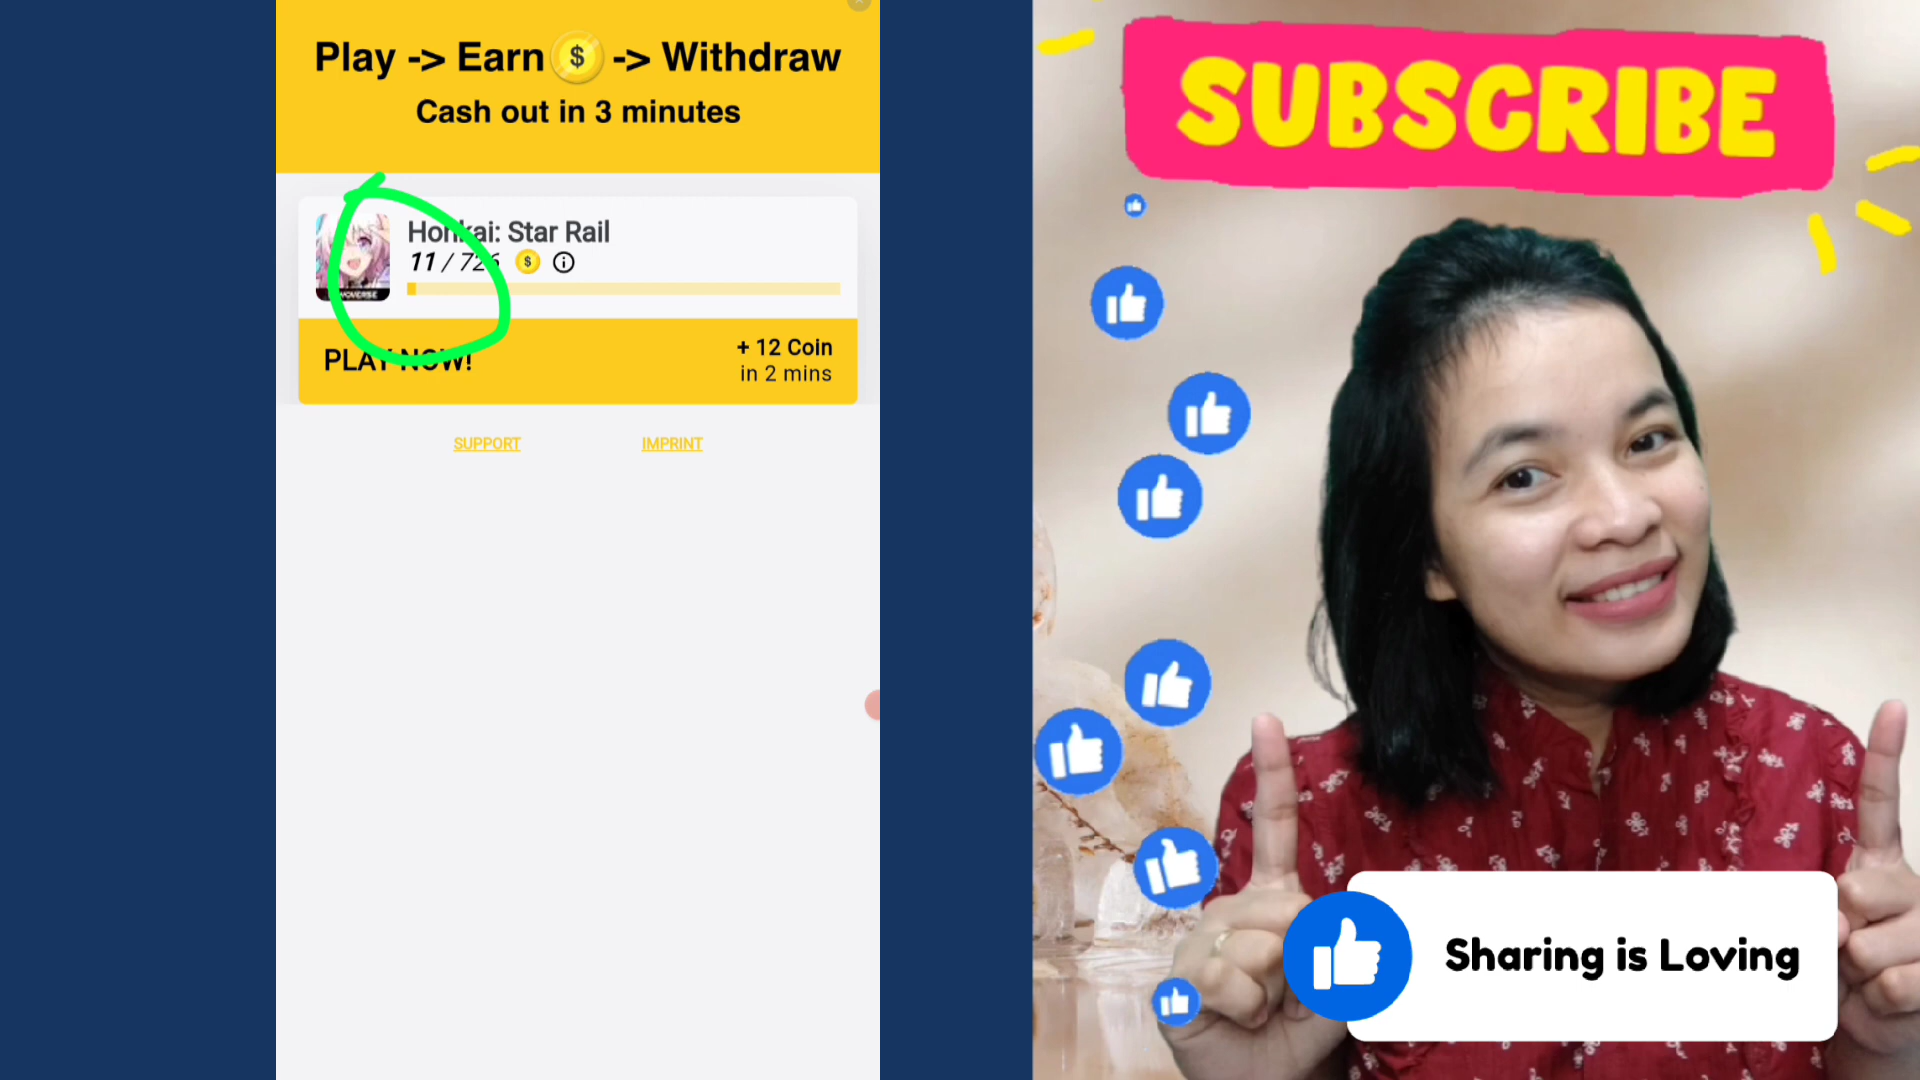 Play -> Earn $ -> Withdraw
Cash out in 3 minutes
Honkai: Star Rail
11 / 726 $
PLAY NOW!
+ 12 Coin
in 2 mins
SUPPORT
IMPRINT
SUBSCRIBE
Sharing is Loving